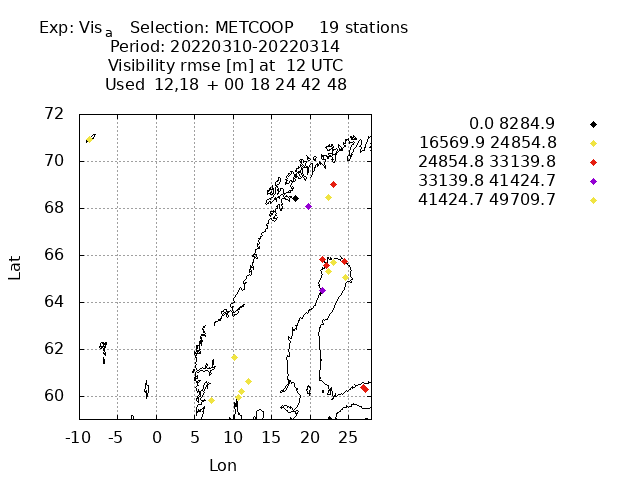 Exp: Vis a   Selection: METCOOP     19 stations
Period: 20220310-20220314
Visibility rmse [m] at  12 UTC
Used  12,18  + 00 18 24 42 48
0.0 8284.9
16569.9 24854.8
24854.8 33139.8
33139.8 41424.7
41424.7 49709.7
72
70
68
66
64
62
60
Lat
-10 -5 0 5 10 15 20 25
Lon